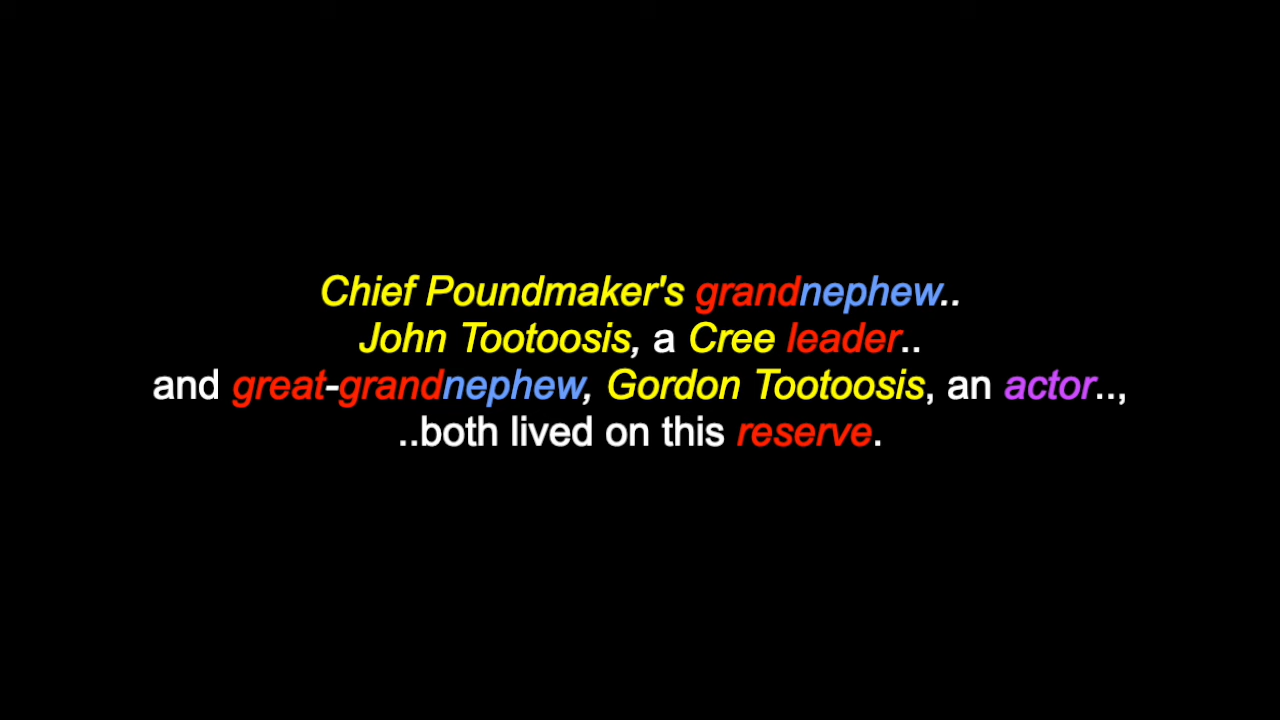 Chief Poundmaker's grandnephew..
John Tootoosis, a Cree leader..
and great-grandnephew, Gordon Tootoosis, an actor..,
..both lived on this reserve.